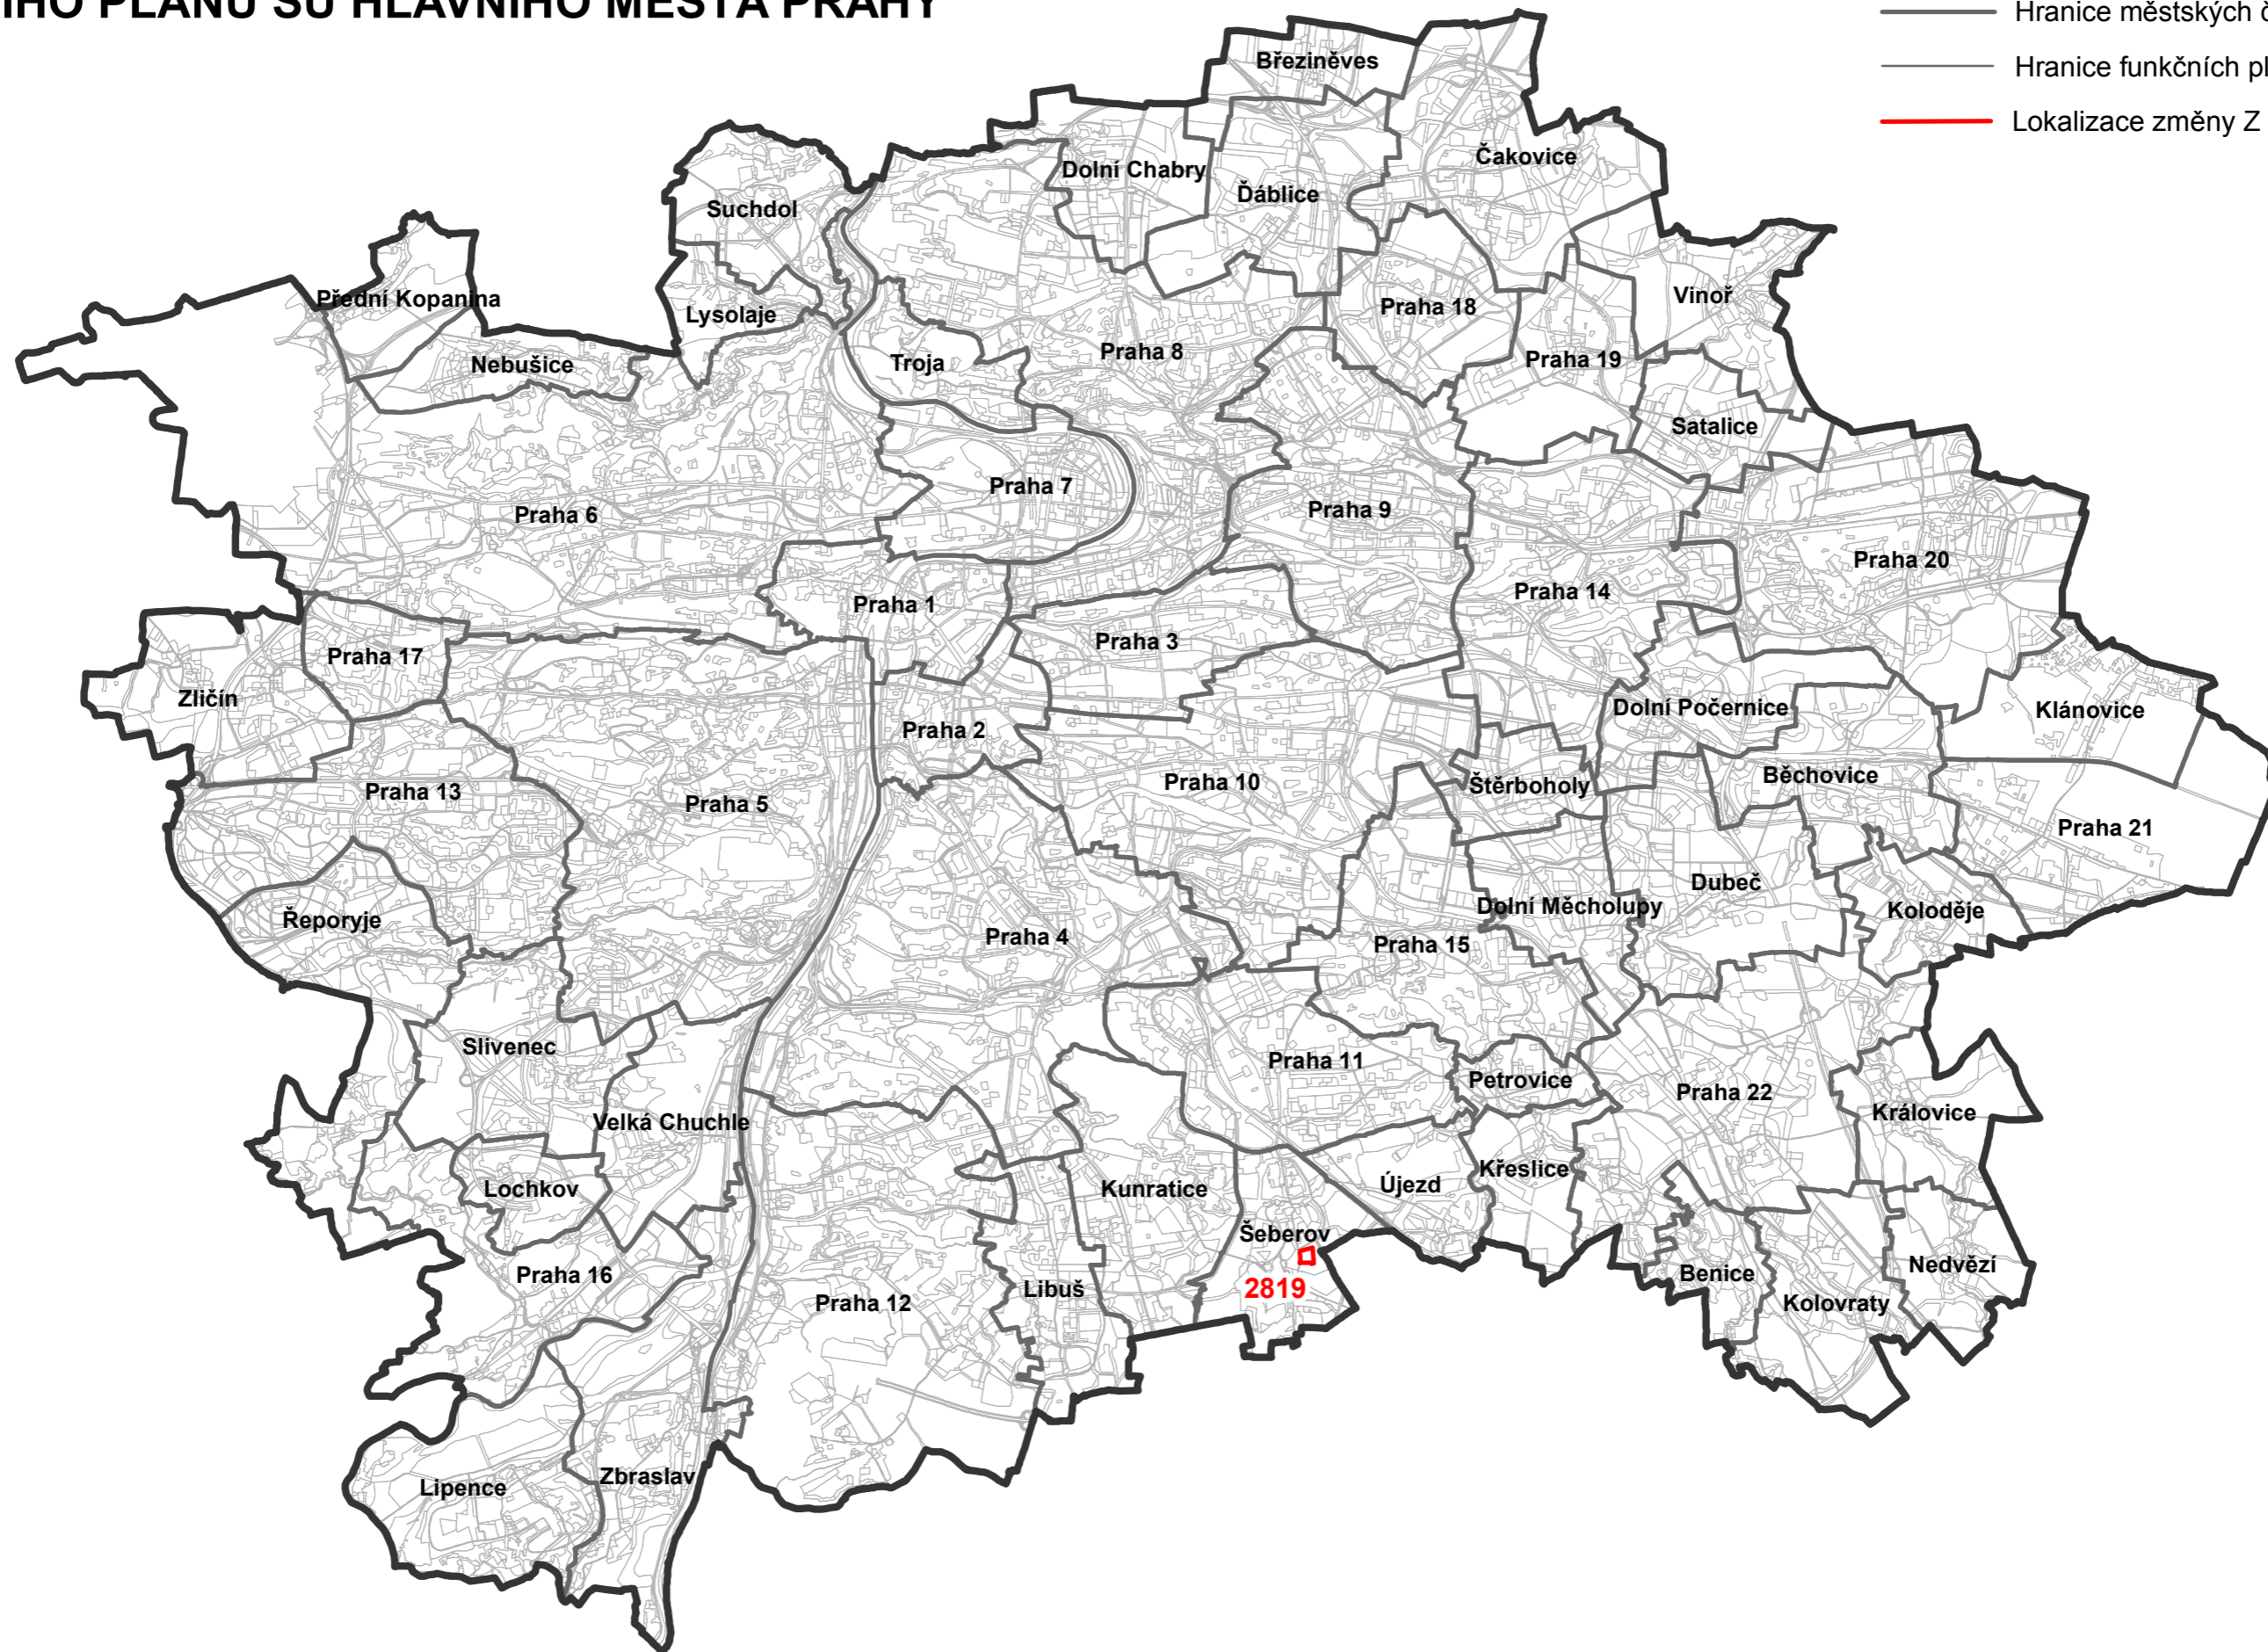 ÍHO PLÁNU SÚ HLAVNÍHO MĚSTA PRAHY
Hranice městských č
Hranice funkčních pl
Lokalizace změny Z
Březiněves
Čakovice
Dolní Chabry
Ďáblice
Suchdol
Přední Kopanina
Lysolaje
Vinoř
Praha 18
Nebušice
Troja
Praha 8
Praha 19
Satalice
Praha 7
Praha 6
Praha 9
Praha 20
Praha 1
Praha 14
Praha 3
Praha 17
Zličín
Praha 2
Dolní Počernice
Klánovice
Praha 13
Praha 5
Praha 10
Štěrboholy
Běchovice
Praha 21
Řeporyje
Praha 4
Dubeč
Dolní Měcholupy
Koloděje
Praha 15
Slivenec
Praha 11
Petrovice
Praha 22
Královice
Velká Chuchle
Lochkov
Kunratice
Újezd
Křeslice
Šeberov
Praha 16
Praha 12
Libuš
2819
Benice
Nedvězí
Kolovraty
Lipence
Zbraslav